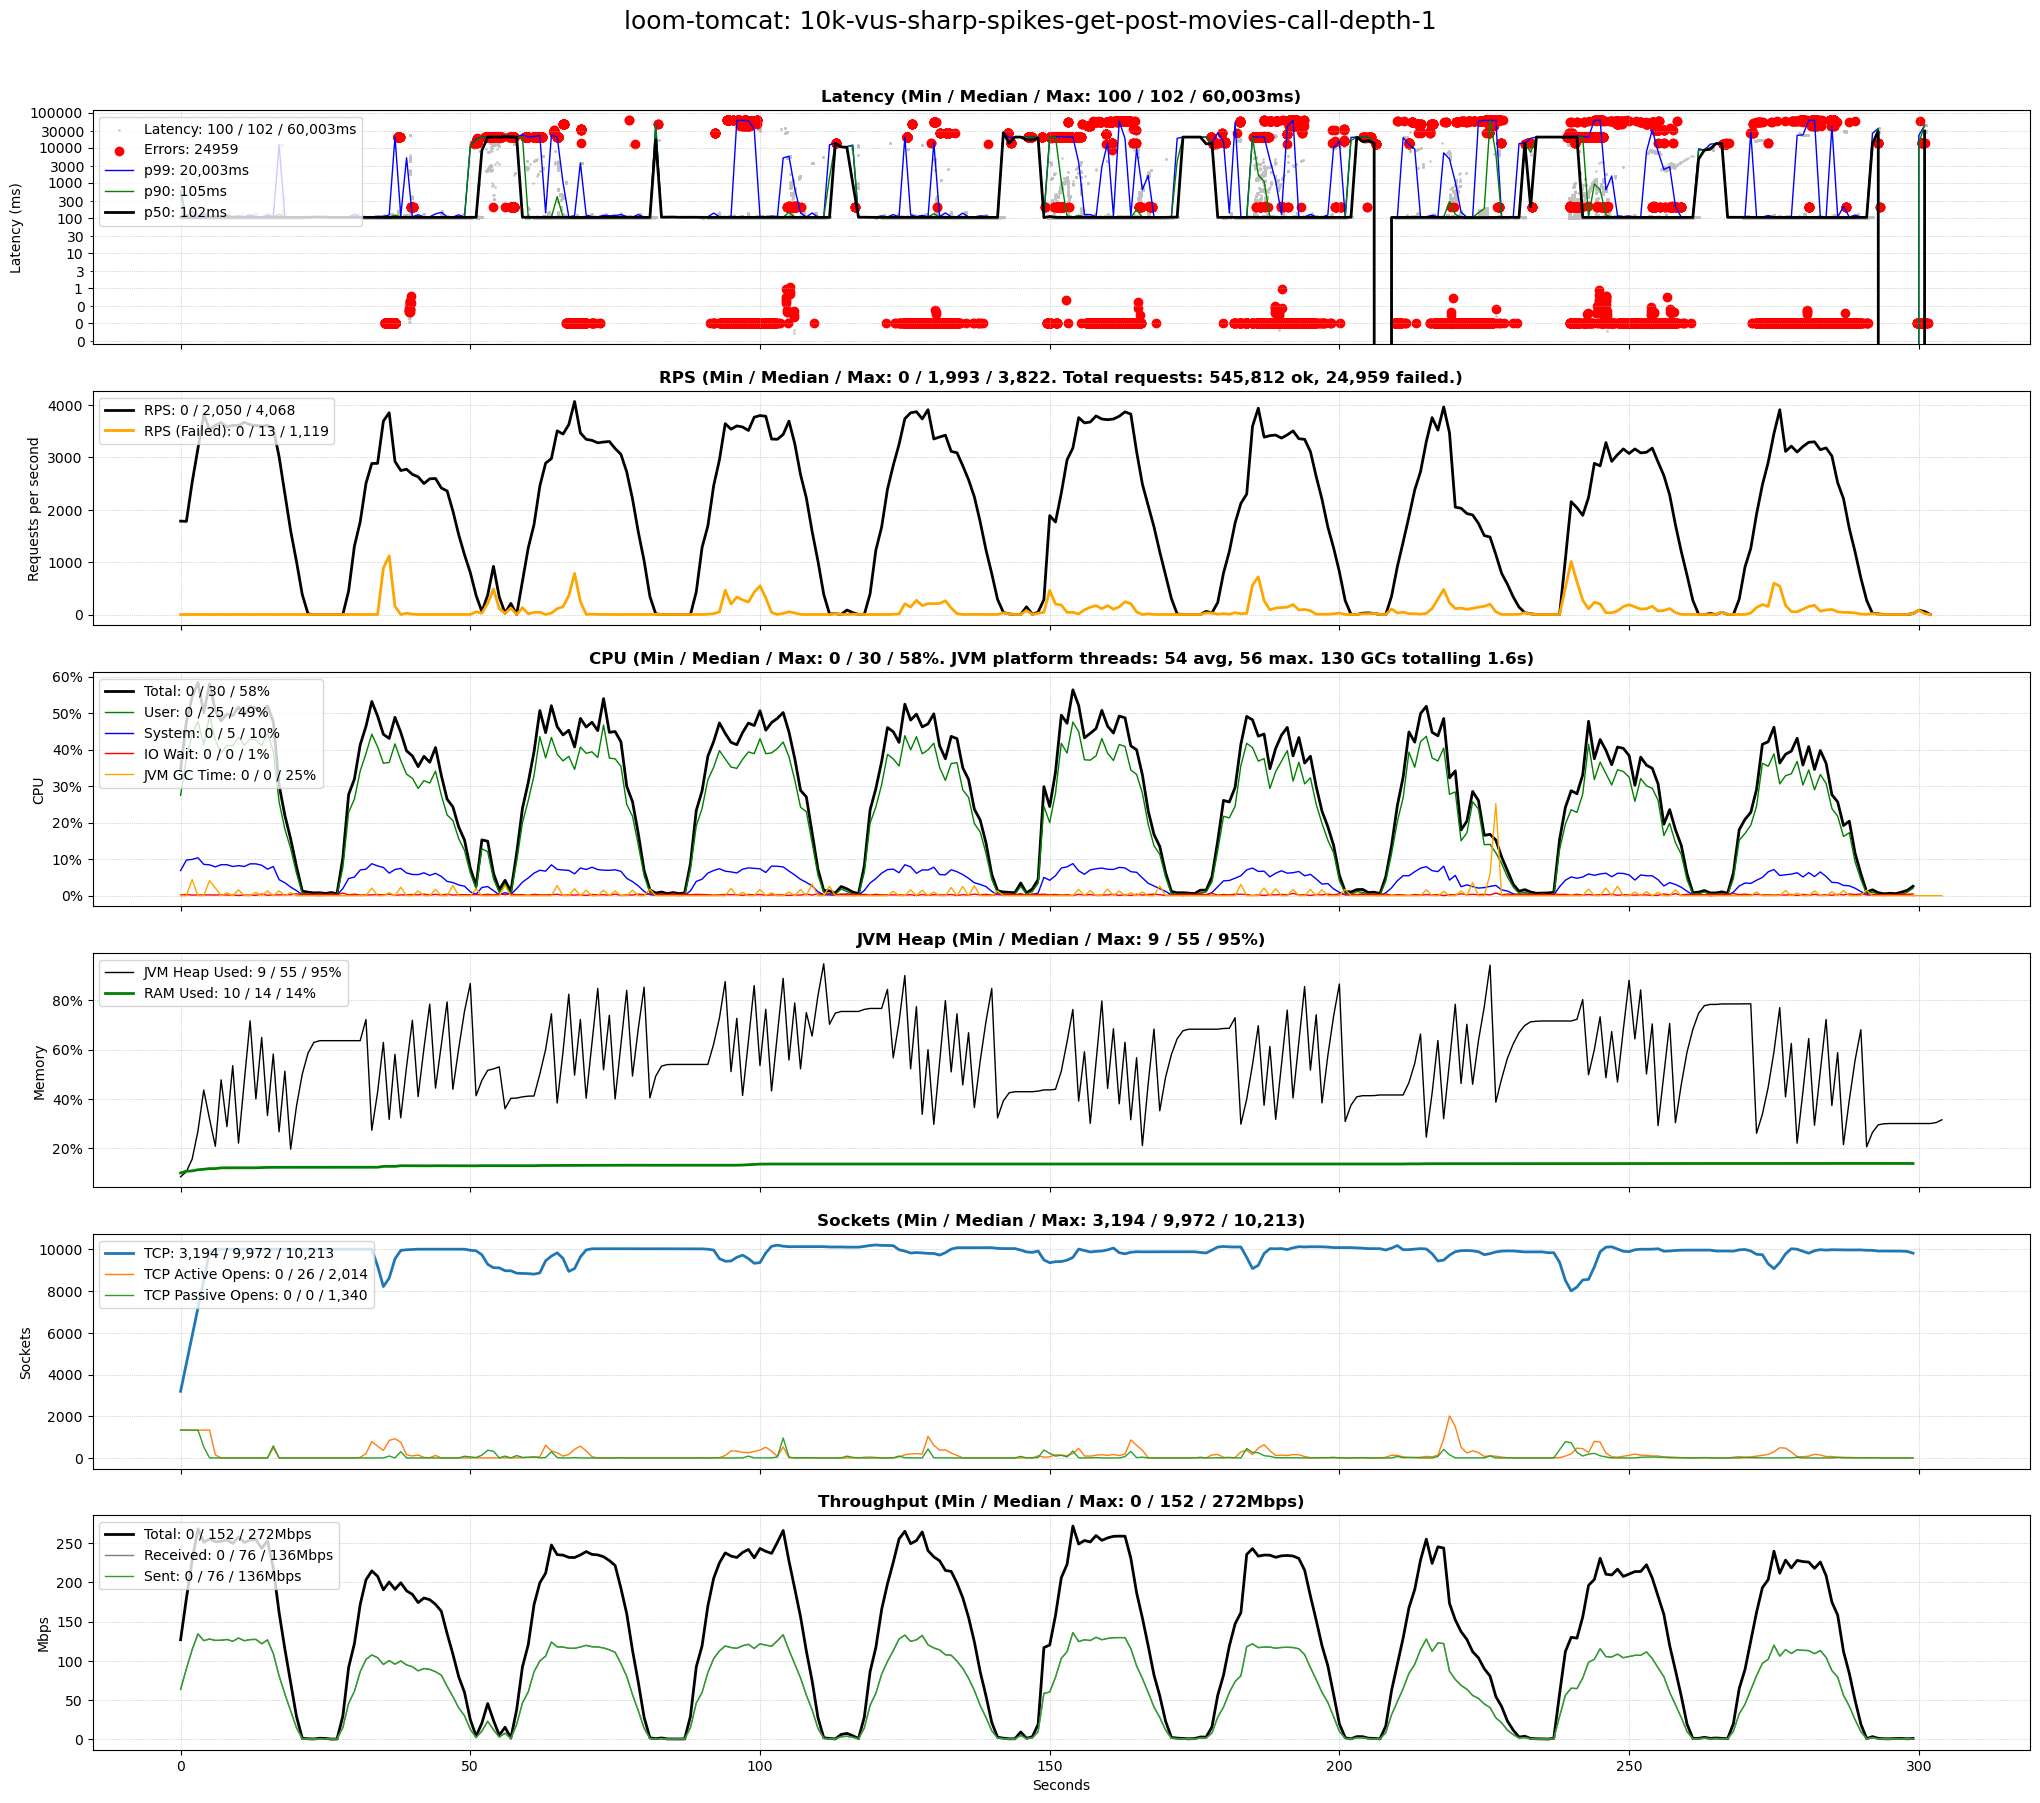 loom-tomcat: 10k-vus-sharp-spikes-get-post-movies-call-depth-1
Latency (Min / Median / Max: 100 / 102 / 60,003ms)
Latency (ms)
100000
30000
10000
3000
1000
300
100
30
10
3
1
0
0
0
Latency: 100 / 102 / 60,003ms
Errors: 24959
p99: 20,003ms
p90: 105ms
p50: 102ms
RPS (Min / Median / Max: 0 / 1,993 / 3,822. Total requests: 545,812 ok, 24,959 failed.)
Requests per second
4000
3000
2000
1000
0
RPS: 0 / 2,050 / 4,068
RPS (Failed): 0 / 13 / 1,119
CPU (Min / Median / Max: 0 / 30 / 58%. JVM platform threads: 54 avg, 56 max. 130 GCs totalling 1.6s)
CPU
60%
50%
40%
30%
20%
10%
0%
Total: 0 / 30 / 58%
User: 0 / 25 / 49%
System: 0 / 5 / 10%
IO Wait: 0 / 0 / 1%
JVM GC Time: 0 / 0 / 25%
JVM Heap (Min / Median / Max: 9 / 55 / 95%)
Memory
80%
60%
40%
20%
JVM Heap Used: 9 / 55 / 95%
RAM Used: 10 / 14 / 14%
Sockets (Min / Median / Max: 3,194 / 9,972 / 10,213)
Sockets
10000
8000
6000
4000
2000
0
TCP: 3,194 / 9,972 / 10,213
TCP Active Opens: 0 / 26 / 2,014
TCP Passive Opens: 0 / 0 / 1,340
Throughput (Min / Median / Max: 0 / 152 / 272Mbps)
Mbps
250
200
150
100
50
0
Total: 0 / 152 / 272Mbps
Received: 0 / 76 / 136Mbps
Sent: 0 / 76 / 136Mbps
0
50
100
150
200
250
300
Seconds